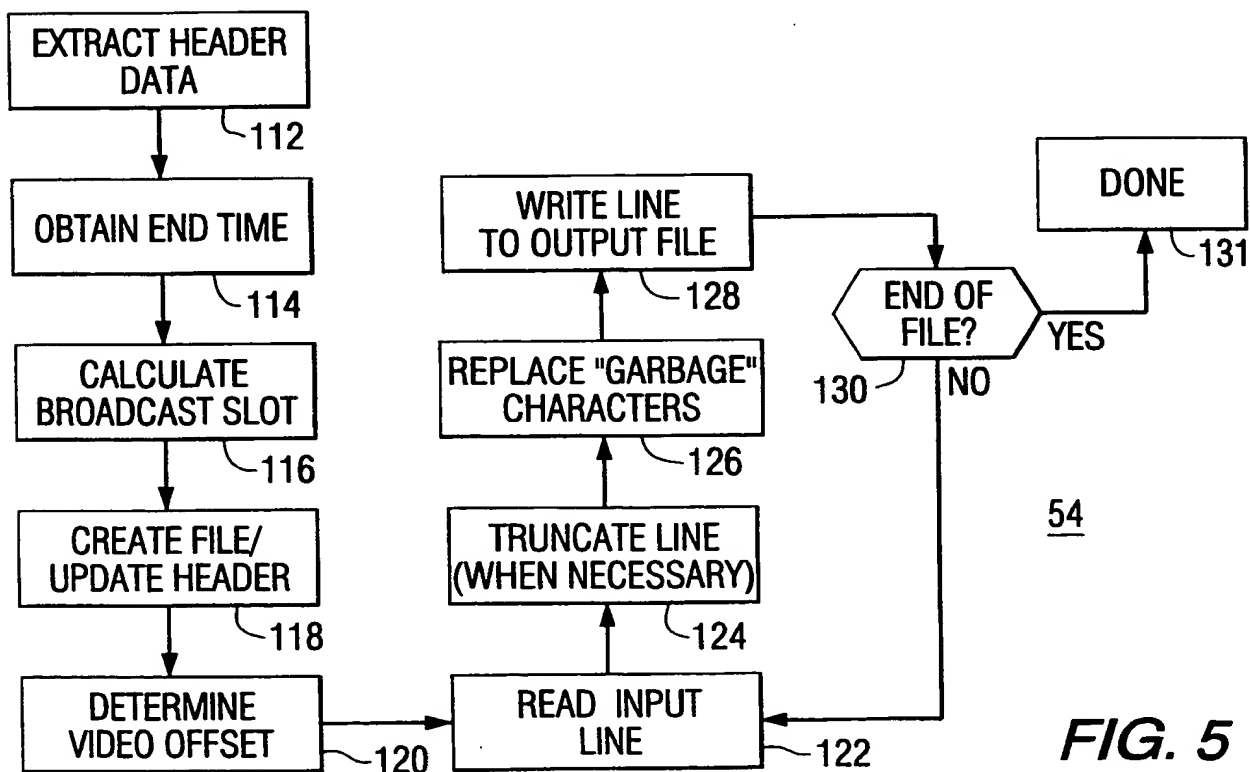 EXTRACT HEADER
DATA
112
OBTAIN END TIME
114
CALCULATE
BROADCAST SLOT
116
CREATE FILE/
UPDATE HEADER
118
DETERMINE
VIDEO OFFSET
120
READ INPUT
LINE
122
TRUNCATE LINE
(WHEN NECESSARY)
124
REPLACE "GARBAGE"
CHARACTERS
126
WRITE LINE
TO OUTPUT FILE
128
END OF
FILE?
130
YES
NO
DONE
131
54
FIG. 5